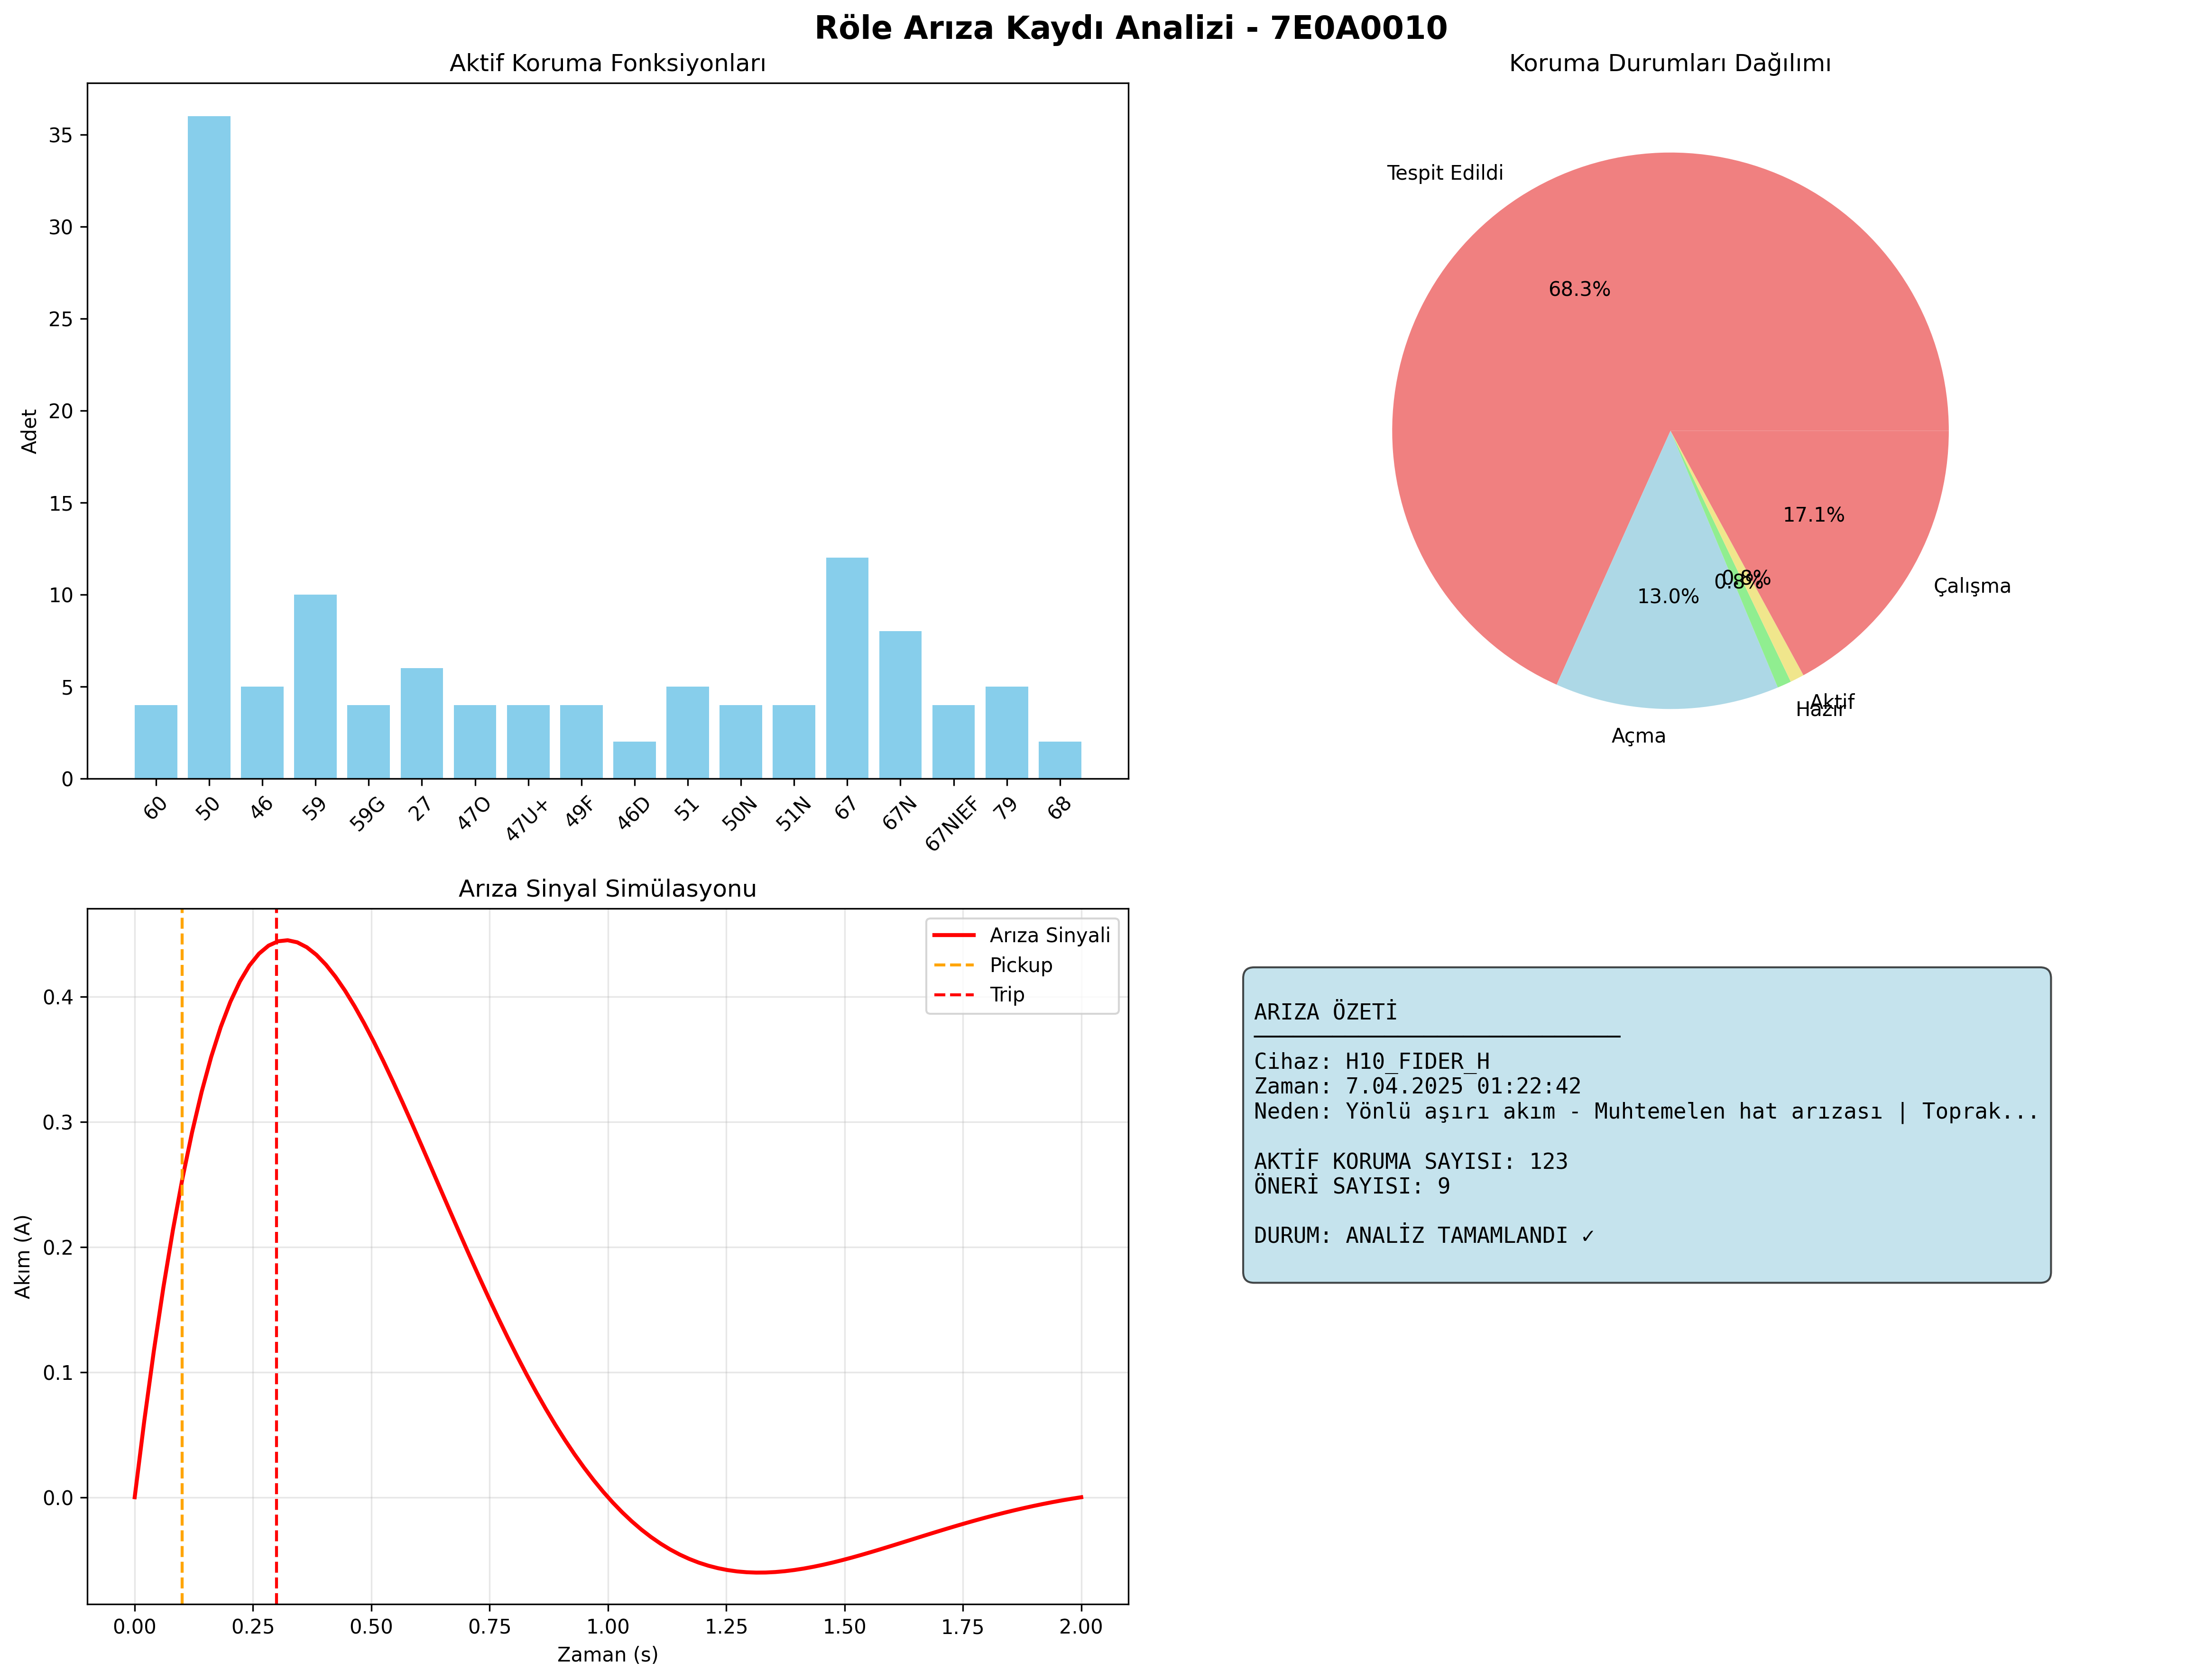 Röle Arıza Kaydı Analizi - 7E0A0010
Aktif Koruma Fonksiyonları
Adet
35
30
25
20
15
10
5
0
60
50
46
59
59G
27
47O
47U+
49F
46D
51
50N
51N
67
67N
67NIEF
79
68
Koruma Durumları Dağılımı
Tespit Edildi
68.3%
17.1%
Çalışma
0.8%
0.8%
13.0%
Aktif
Hazır
Açma
Arıza Sinyal Simülasyonu
Arıza Sinyali
Pickup
Trip
Akım (A)
0.4
0.3
0.2
0.1
0.0
0.00
0.25
0.50
0.75
1.00
1.25
1.50
1.75
2.00
Zaman (s)
ARIZA ÖZETİ
Cihaz: H10_FIDER_H
Zaman: 7.04.2025 01:22:42
Neden: Yönlü aşırı akım - Muhtemelen hat arızası | Toprak...
AKTİF KORUMA SAYISI: 123
ÖNERİ SAYISI: 9
DURUM: ANALİZ TAMAMLANDI ✓